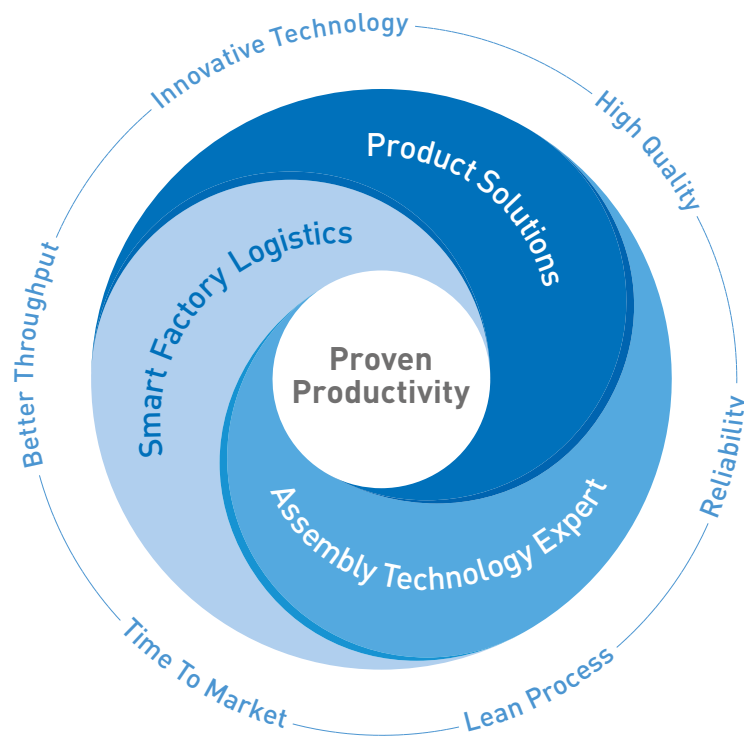 Innovative Technology
High Quality
Reliability
Lean Process
Time To Market
Better Throughput
Product Solutions
Assembly Technology Expert
Smart Factory Logistics
Proven
Productivity